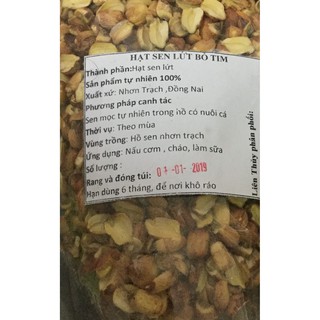 HẠT SEN LỨT BỎ TIM
Thành phần:Hạt sen lứt
Sản phẩm tự nhiên 100%
Xuất xứ: Nhơn Trạch ,Đồng Nai
Phương pháp canh tác
Sen mọc tự nhiên trong hồ có nuôi cá
Thời vụ: Theo mùa
Vùng trồng: Hồ sen nhơn trạch
Ứng dụng: Nấu cơm , cháo, làm sữa
Số lượng :
Rang và đóng túi: 07 -01- 2019
Hạn dùng 6 tháng, để nơi khô ráo
Liên Thủy phân phối: